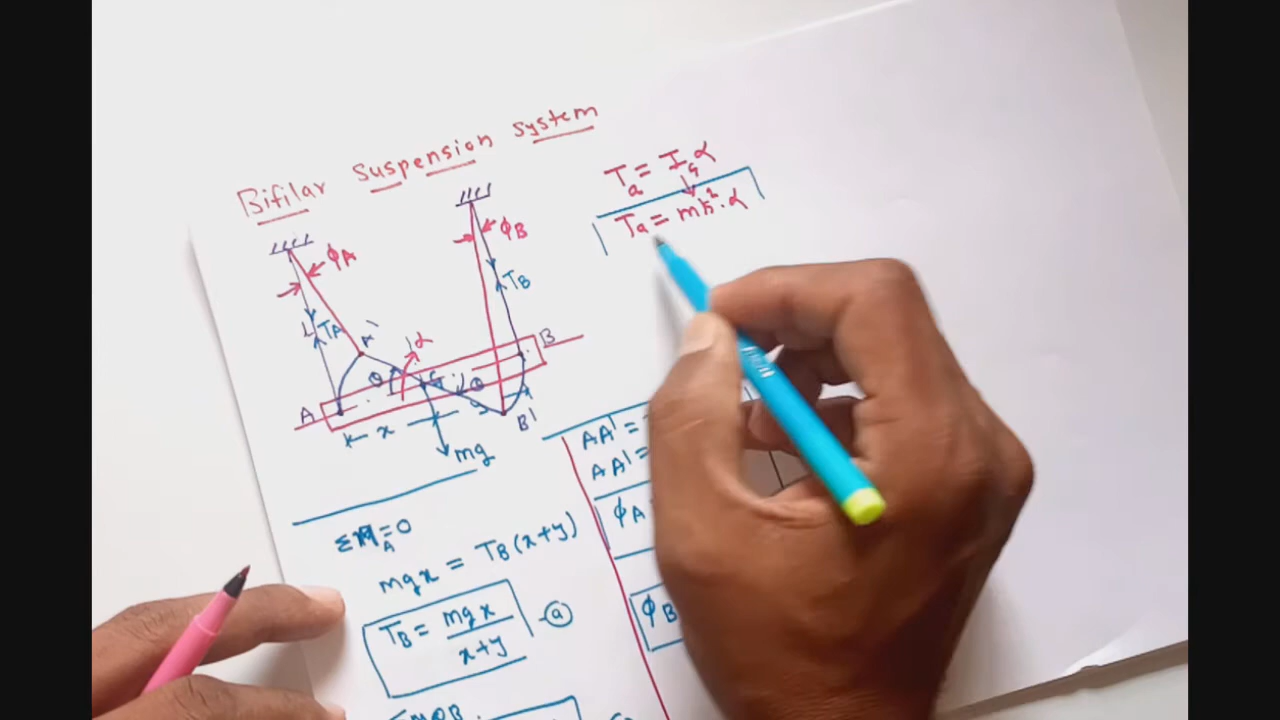 Bifilar Suspension System
ϕA
ϕB
L
TA
TB
A'
α
B
θ
G
θ
A
x
y
B'
mg
Ta = IG α
Ta = mk². α
ΣMA = 0
mgx = TB (x+y)
TB = mgx / x+y - ⓐ
AA' =
AA' =
ϕA
ϕB